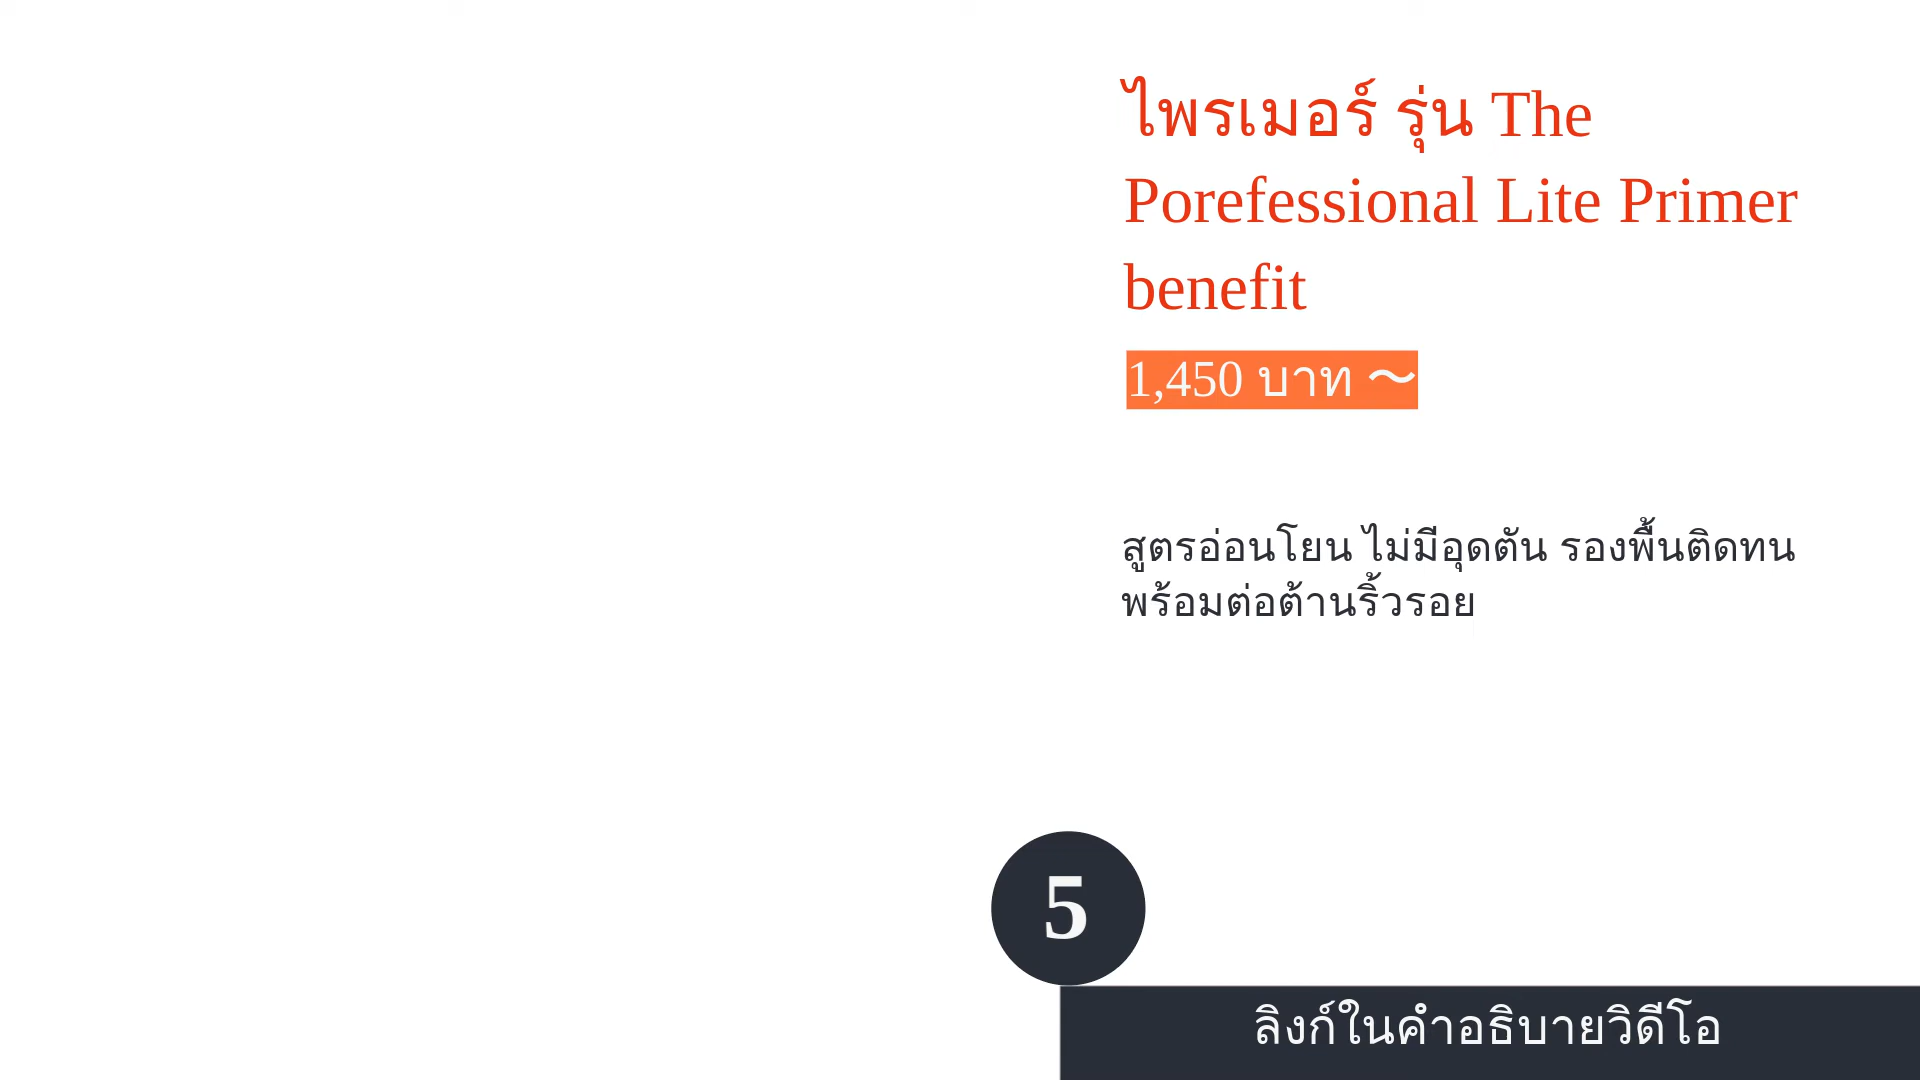 ไพรเมอร์ รุ่น The
Porefessional Lite Primer
benefit
1,450 บาท ～
สูตรอ่อนโยน ไม่มีอุดตัน รองพื้นติดทน
พร้อมต่อต้านริ้วรอย
5
ลิงก์ในคำอธิบายวิดีโอ